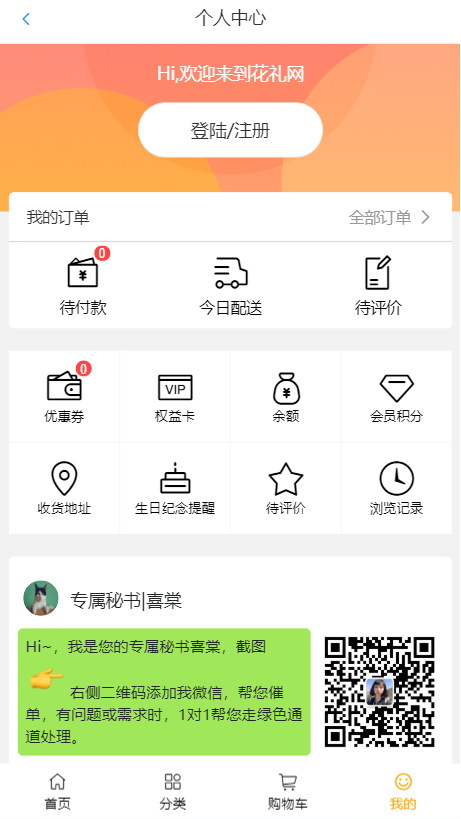 个人中心
Hi,欢迎来到花礼网
登陆/注册
我的订单
全部订单
0
¥
待付款
今日配送
待评价
0
VIP
¥
优惠券
权益卡
余额
会员积分
收货地址
生日纪念提醒
待评价
浏览记录
专属秘书|喜棠
Hi~，我是您的专属秘书喜棠，截图
右侧二维码添加我微信，帮您催
单，有问题或需求时，1对1帮您走绿色通
道处理。
首页
分类
购物车
我的